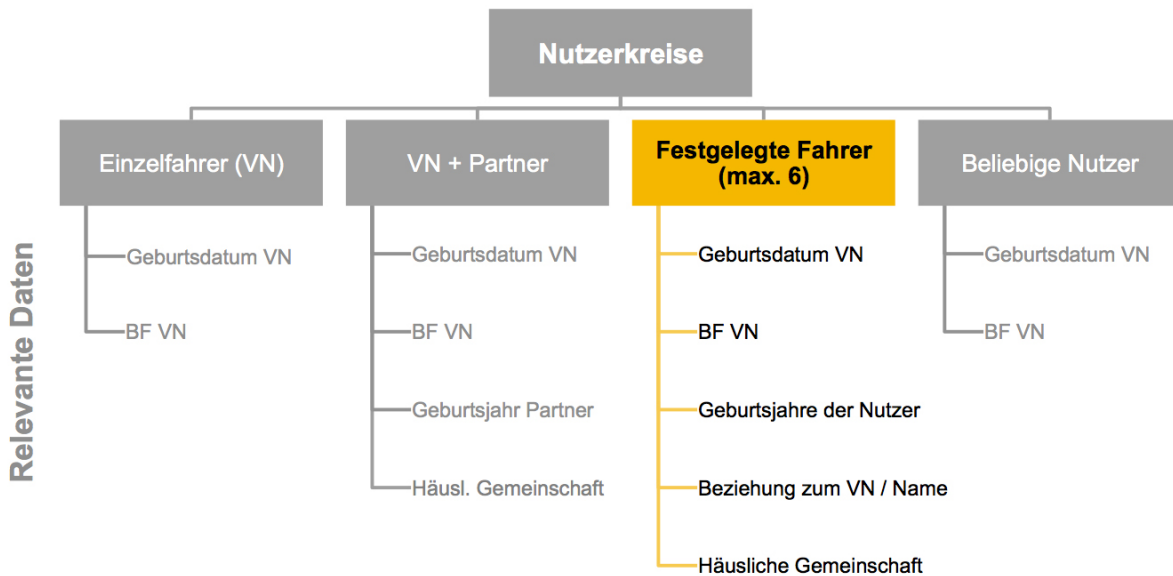 Nutzerkreise
Einzelfahrer (VN)
VN + Partner
Festgelegte Fahrer
(max. 6)
Beliebige Nutzer
Relevante Daten
Geburtsdatum VN
BF VN
Geburtsdatum VN
BF VN
Geburtsjahr Partner
Häusl. Gemeinschaft
Geburtsdatum VN
BF VN
Geburtsjahre der Nutzer
Beziehung zum VN / Name
Häusliche Gemeinschaft
Geburtsdatum VN
BF VN